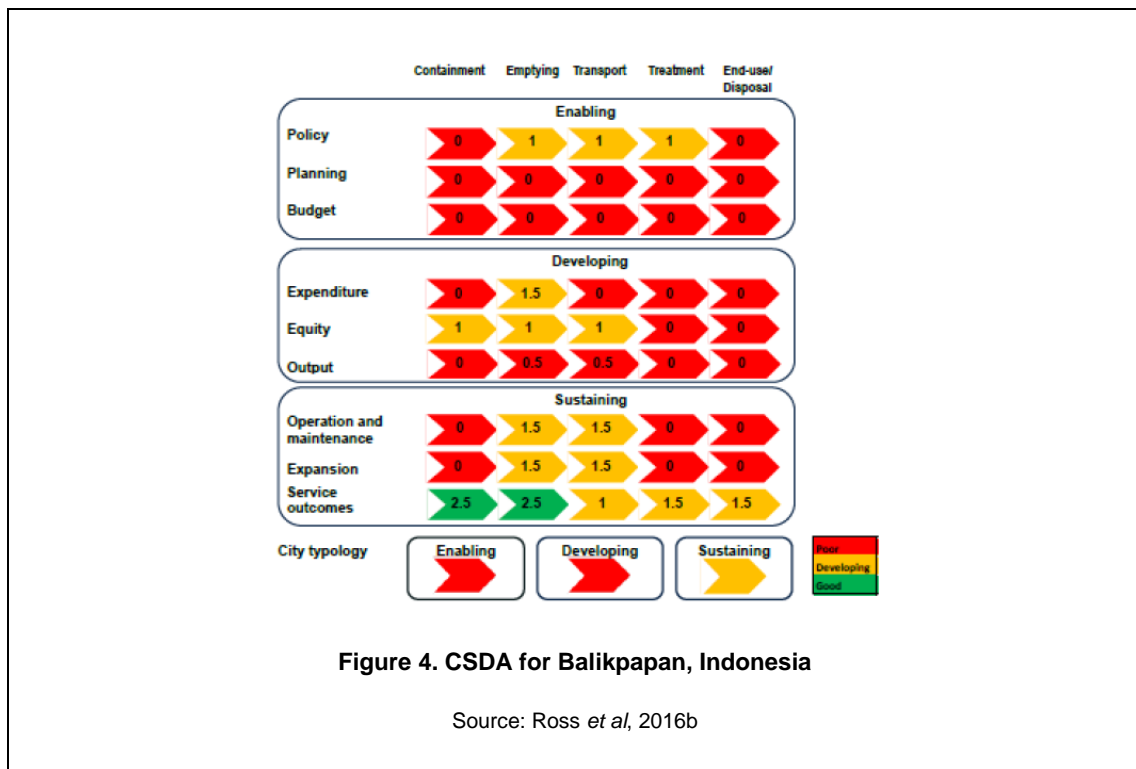 Containment Emptying Transport Treatment End-use/
Disposal
Enabling
Policy 0 1 1 1 0
Planning 0 0 0 0 0
Budget 0 0 0 0 0
Developing
Expenditure 0 1.5 0 0 0
Equity 1 1 1 0 0
Output 0 0.5 0.5 0 0
Sustaining
Operation and
maintenance 0 1.5 1.5 0 0
Expansion 0 1.5 1.5 0 0
Service
outcomes 2.5 2.5 1 1.5 1.5
City typology Enabling Developing Sustaining
Poor
Developing
Good
Figure 4. CSDA for Balikpapan, Indonesia
Source: Ross et al, 2016b